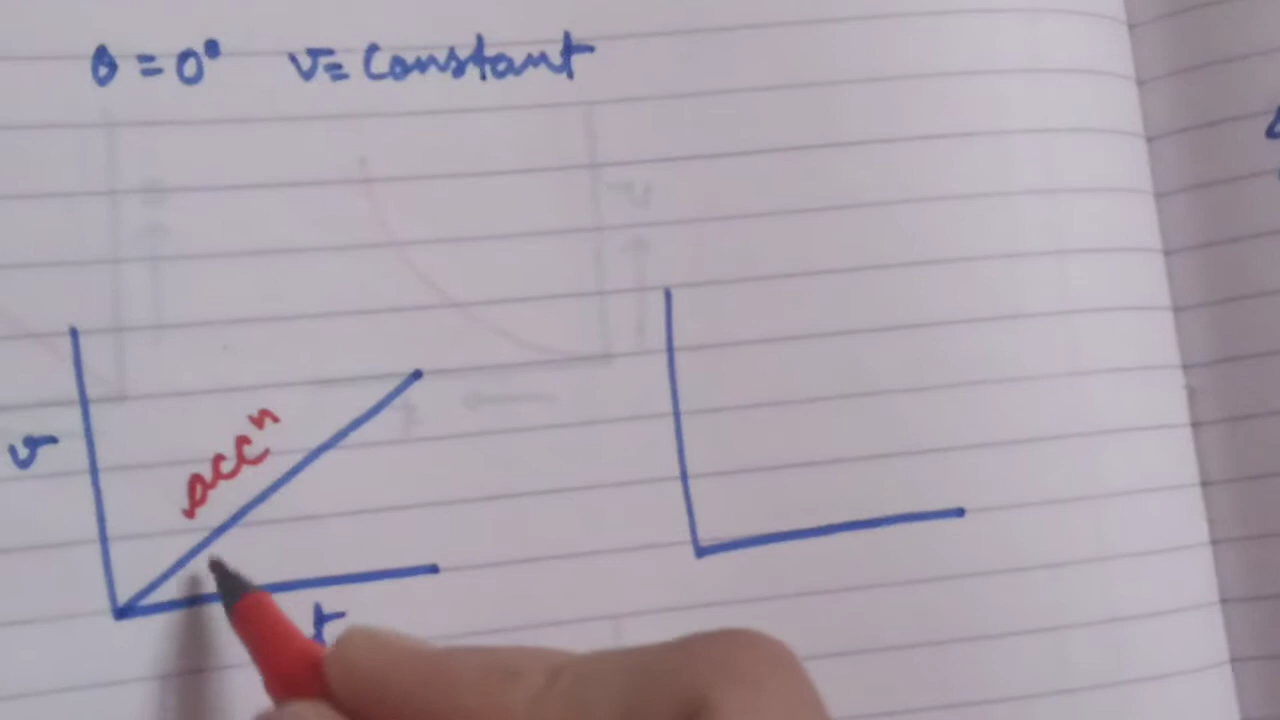 θ = 0° v = Constant
accⁿ
v
t